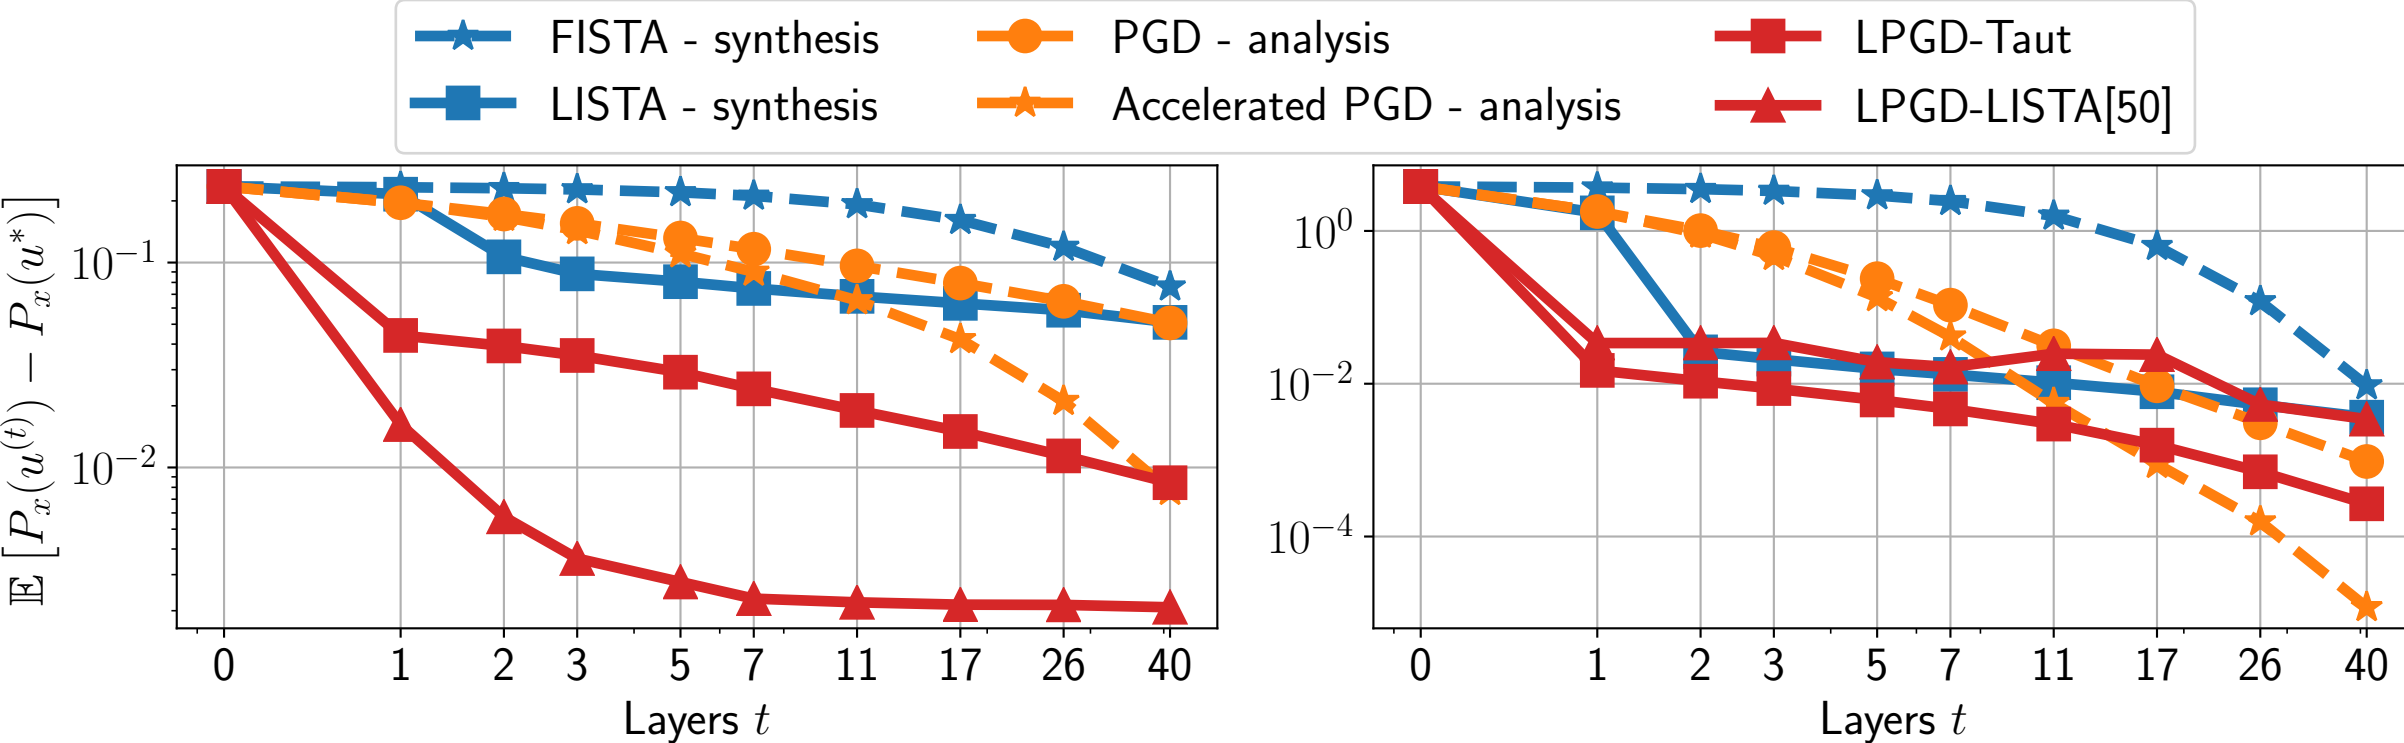 FISTA - synthesis PGD - analysis LPGD-Taut
LISTA - synthesis Accelerated PGD - analysis LPGD-LISTA[50]
𝔼 [P_x(u^(t)) − P_x(u^*)]
10^−1
10^−2
0 1 2 3 5 7 11 17 26 40
Layers t
10^0
10^−2
10^−4
0 1 2 3 5 7 11 17 26 40
Layers t